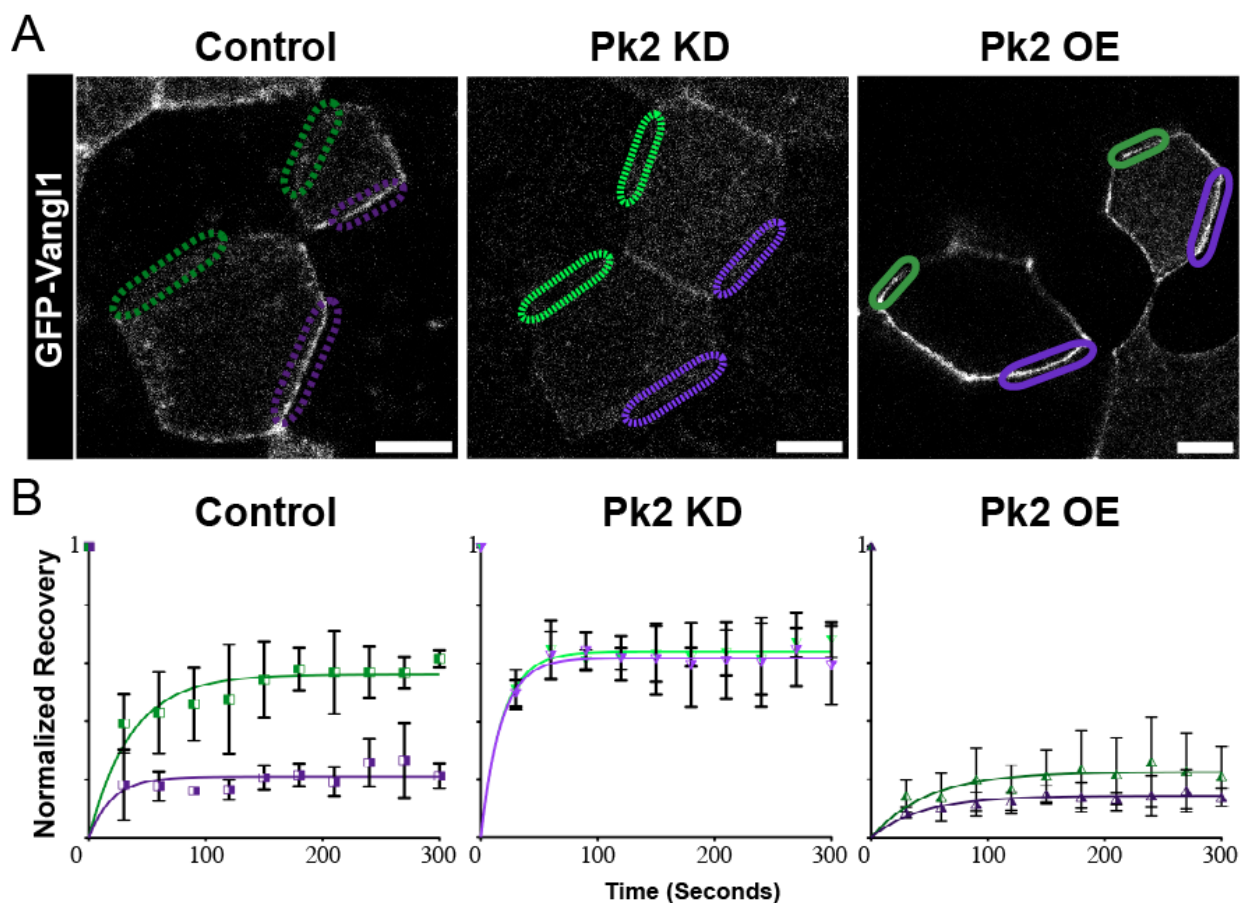 A
Control Pk2 KD Pk2 OE
GFP-Vangl1
B
Control Pk2 KD Pk2 OE
Normalized Recovery
1 1 1
0 100 200 300 0 100 200 300 0 100 200 300
Time (Seconds)